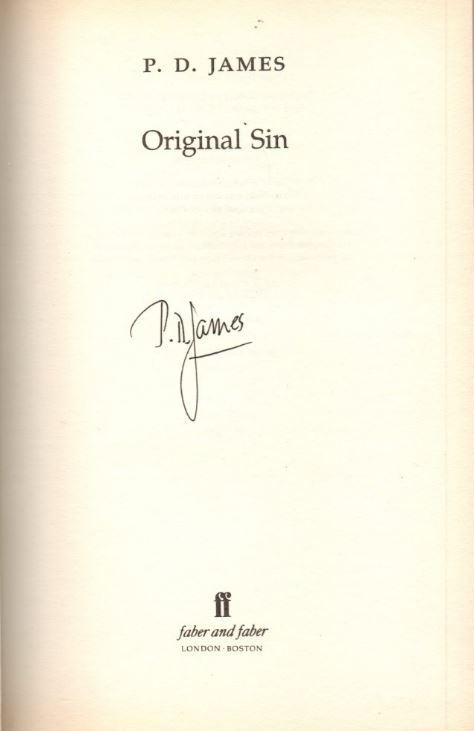 P. D. JAMES
Original Sin
P. D. James
ff
faber and faber
LONDON · BOSTON